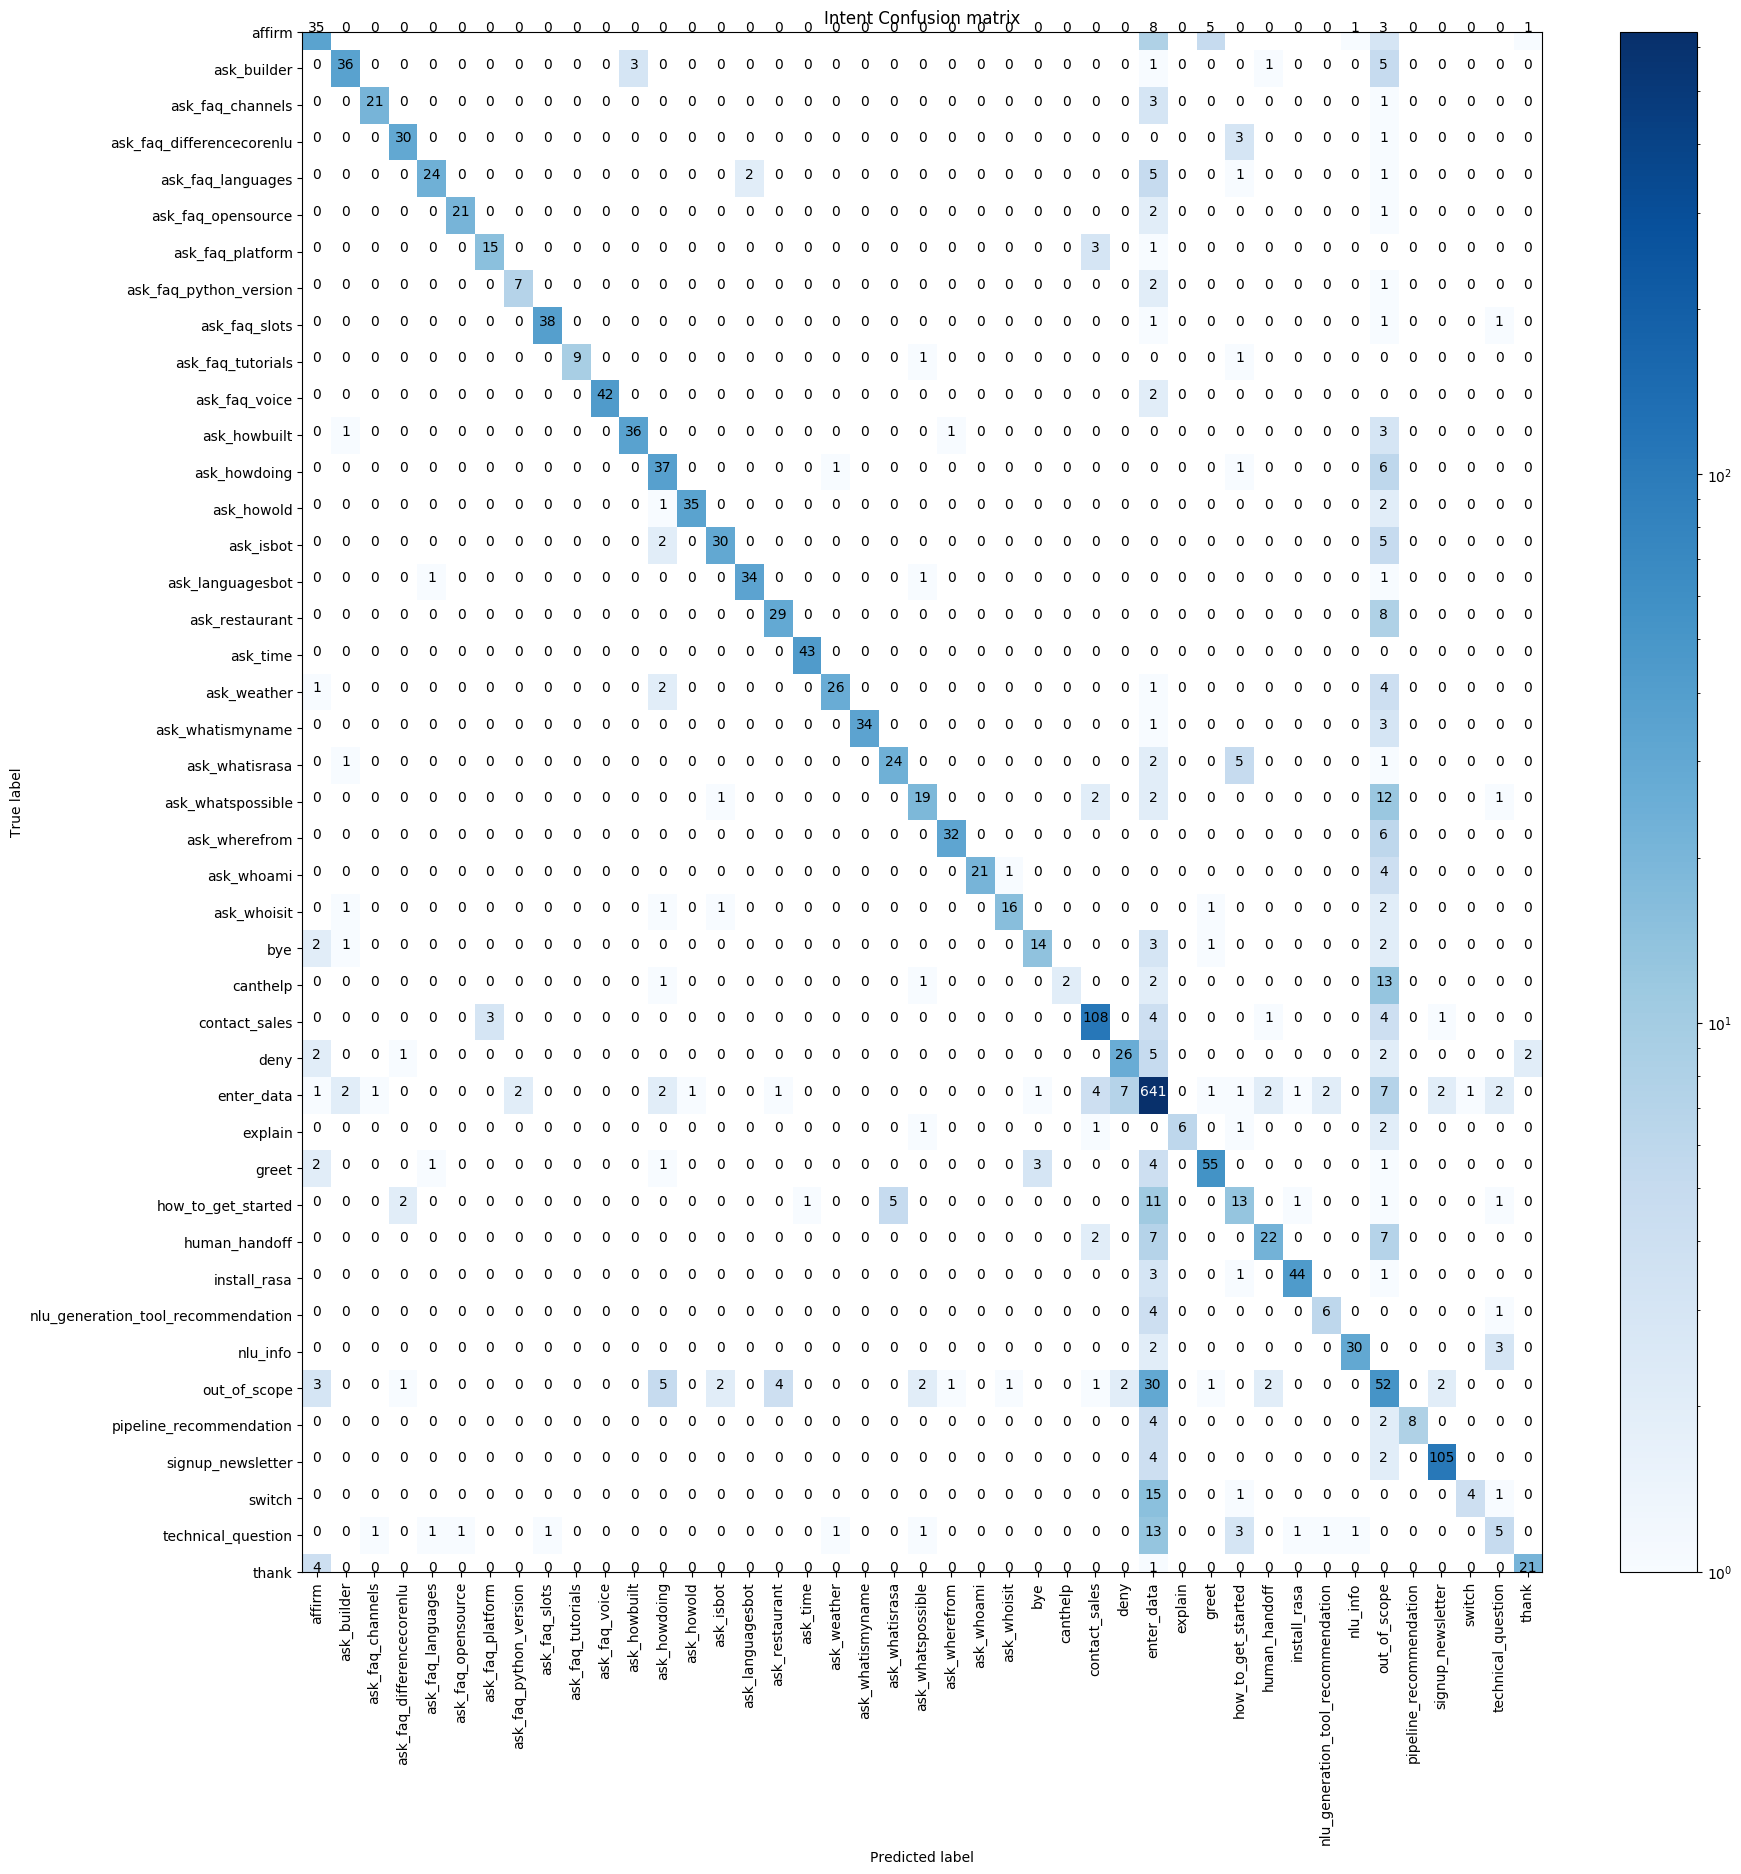 Intent Confusion matrix
affirm 35 0 0 0 0 0 0 0 0 0 0 0 0 0 0 0 0 0 0 0 0 0 0 0 0 0 0 0 0 8 0 5 0 0 0 0 1 3 0 0 0 0 1
ask_builder 0 36 0 0 0 0 0 0 0 0 0 3 0 0 0 0 0 0 0 0 0 0 0 0 0 0 0 0 0 1 0 0 0 1 0 0 0 5 0 0 0 0 0
ask_faq_channels 0 0 21 0 0 0 0 0 0 0 0 0 0 0 0 0 0 0 0 0 0 0 0 0 0 0 0 0 0 3 0 0 0 0 0 0 0 1 0 0 0 0 0
ask_faq_differencecorenlu 0 0 0 30 0 0 0 0 0 0 0 0 0 0 0 0 0 0 0 0 0 0 0 0 0 0 0 0 0 0 0 0 3 0 0 0 0 1 0 0 0 0 0
ask_faq_languages 0 0 0 0 24 0 0 0 0 0 0 0 0 0 0 2 0 0 0 0 0 0 0 0 0 0 0 0 0 5 0 0 1 0 0 0 0 1 0 0 0 0 0
ask_faq_opensource 0 0 0 0 0 21 0 0 0 0 0 0 0 0 0 0 0 0 0 0 0 0 0 0 0 0 0 0 0 2 0 0 0 0 0 0 0 1 0 0 0 0 0
ask_faq_platform 0 0 0 0 0 0 15 0 0 0 0 0 0 0 0 0 0 0 0 0 0 0 0 0 0 0 0 3 0 1 0 0 0 0 0 0 0 0 0 0 0 0 0
ask_faq_python_version 0 0 0 0 0 0 0 7 0 0 0 0 0 0 0 0 0 0 0 0 0 0 0 0 0 0 0 0 0 2 0 0 0 0 0 0 0 1 0 0 0 0 0
ask_faq_slots 0 0 0 0 0 0 0 0 38 0 0 0 0 0 0 0 0 0 0 0 0 0 0 0 0 0 0 0 0 1 0 0 0 0 0 0 0 1 0 0 0 1 0
ask_faq_tutorials 0 0 0 0 0 0 0 0 0 9 0 0 0 0 0 0 0 0 0 0 0 1 0 0 0 0 0 0 0 0 0 0 1 0 0 0 0 0 0 0 0 0 0
ask_faq_voice 0 0 0 0 0 0 0 0 0 0 42 0 0 0 0 0 0 0 0 0 0 0 0 0 0 0 0 0 0 2 0 0 0 0 0 0 0 0 0 0 0 0 0
ask_howbuilt 0 1 0 0 0 0 0 0 0 0 0 36 0 0 0 0 0 0 0 0 0 0 1 0 0 0 0 0 0 0 0 0 0 0 0 0 0 3 0 0 0 0 0
ask_howdoing 0 0 0 0 0 0 0 0 0 0 0 0 37 0 0 0 0 0 1 0 0 0 0 0 0 0 0 0 0 0 0 0 1 0 0 0 0 6 0 0 0 0 0
ask_howold 0 0 0 0 0 0 0 0 0 0 0 0 1 35 0 0 0 0 0 0 0 0 0 0 0 0 0 0 0 0 0 0 0 0 0 0 0 2 0 0 0 0 0
ask_isbot 0 0 0 0 0 0 0 0 0 0 0 0 2 0 30 0 0 0 0 0 0 0 0 0 0 0 0 0 0 0 0 0 0 0 0 0 0 5 0 0 0 0 0
ask_languagesbot 0 0 0 0 1 0 0 0 0 0 0 0 0 0 0 34 0 0 0 0 0 1 0 0 0 0 0 0 0 0 0 0 0 0 0 0 0 1 0 0 0 0 0
ask_restaurant 0 0 0 0 0 0 0 0 0 0 0 0 0 0 0 0 29 0 0 0 0 0 0 0 0 0 0 0 0 0 0 0 0 0 0 0 0 8 0 0 0 0 0
ask_time 0 0 0 0 0 0 0 0 0 0 0 0 0 0 0 0 0 43 0 0 0 0 0 0 0 0 0 0 0 0 0 0 0 0 0 0 0 0 0 0 0 0 0
ask_weather 1 0 0 0 0 0 0 0 0 0 0 0 2 0 0 0 0 0 26 0 0 0 0 0 0 0 0 0 0 1 0 0 0 0 0 0 0 4 0 0 0 0 0
ask_whatismyname 0 0 0 0 0 0 0 0 0 0 0 0 0 0 0 0 0 0 0 34 0 0 0 0 0 0 0 0 0 1 0 0 0 0 0 0 0 3 0 0 0 0 0
ask_whatisrasa 0 1 0 0 0 0 0 0 0 0 0 0 0 0 0 0 0 0 0 0 24 0 0 0 0 0 0 0 0 2 0 0 5 0 0 0 0 1 0 0 0 0 0
ask_whatspossible 0 0 0 0 0 0 0 0 0 0 0 0 0 0 1 0 0 0 0 0 0 19 0 0 0 0 0 2 0 2 0 0 0 0 0 0 0 12 0 0 0 1 0
ask_wherefrom 0 0 0 0 0 0 0 0 0 0 0 0 0 0 0 0 0 0 0 0 0 0 32 0 0 0 0 0 0 0 0 0 0 0 0 0 0 6 0 0 0 0 0
ask_whoami 0 0 0 0 0 0 0 0 0 0 0 0 0 0 0 0 0 0 0 0 0 0 0 21 1 0 0 0 0 0 0 0 0 0 0 0 0 4 0 0 0 0 0
ask_whoisit 0 1 0 0 0 0 0 0 0 0 0 0 1 0 1 0 0 0 0 0 0 0 0 0 16 0 0 0 0 0 0 1 0 0 0 0 0 2 0 0 0 0 0
bye 2 1 0 0 0 0 0 0 0 0 0 0 0 0 0 0 0 0 0 0 0 0 0 0 0 14 0 0 0 3 0 1 0 0 0 0 0 2 0 0 0 0 0
canthelp 0 0 0 0 0 0 0 0 0 0 0 0 1 0 0 0 0 0 0 0 0 1 0 0 0 0 2 0 0 2 0 0 0 0 0 0 0 13 0 0 0 0 0
contact_sales 0 0 0 0 0 0 3 0 0 0 0 0 0 0 0 0 0 0 0 0 0 0 0 0 0 0 0 108 0 4 0 0 0 1 0 0 0 4 0 1 0 0 0
deny 2 0 0 1 0 0 0 0 0 0 0 0 0 0 0 0 0 0 0 0 0 0 0 0 0 0 0 0 26 5 0 0 0 0 0 0 0 2 0 0 0 0 2
enter_data 1 2 1 0 0 0 0 2 0 0 0 0 2 1 0 0 1 0 0 0 0 0 0 0 0 1 0 4 7 641 0 1 1 2 1 2 0 7 0 2 1 2 0
explain 0 0 0 0 0 0 0 0 0 0 0 0 0 0 0 0 0 0 0 0 0 1 0 0 0 0 0 1 0 0 6 0 1 0 0 0 0 2 0 0 0 0 0
greet 2 0 0 0 1 0 0 0 0 0 0 0 1 0 0 0 0 0 0 0 0 0 0 0 0 3 0 0 0 4 0 55 0 0 0 0 0 1 0 0 0 0 0
how_to_get_started 0 0 0 2 0 0 0 0 0 0 0 0 0 0 0 0 0 1 0 0 5 0 0 0 0 0 0 0 0 11 0 0 13 0 1 0 0 1 0 0 0 1 0
human_handoff 0 0 0 0 0 0 0 0 0 0 0 0 0 0 0 0 0 0 0 0 0 0 0 0 0 0 0 2 0 7 0 0 0 22 0 0 0 7 0 0 0 0 0
install_rasa 0 0 0 0 0 0 0 0 0 0 0 0 0 0 0 0 0 0 0 0 0 0 0 0 0 0 0 0 0 3 0 0 1 0 44 0 0 1 0 0 0 0 0
nlu_generation_tool_recommendation 0 0 0 0 0 0 0 0 0 0 0 0 0 0 0 0 0 0 0 0 0 0 0 0 0 0 0 0 0 4 0 0 0 0 0 6 0 0 0 0 0 1 0
nlu_info 0 0 0 0 0 0 0 0 0 0 0 0 0 0 0 0 0 0 0 0 0 0 0 0 0 0 0 0 0 2 0 0 0 0 0 0 30 0 0 0 0 3 0
out_of_scope 3 0 0 1 0 0 0 0 0 0 0 0 5 0 2 0 4 0 0 0 0 2 1 0 1 0 0 1 2 30 0 1 0 2 0 0 0 52 0 2 0 0 0
pipeline_recommendation 0 0 0 0 0 0 0 0 0 0 0 0 0 0 0 0 0 0 0 0 0 0 0 0 0 0 0 0 0 4 0 0 0 0 0 0 0 2 8 0 0 0 0
signup_newsletter 0 0 0 0 0 0 0 0 0 0 0 0 0 0 0 0 0 0 0 0 0 0 0 0 0 0 0 0 0 4 0 0 0 0 0 0 0 2 0 105 0 0 0
switch 0 0 0 0 0 0 0 0 0 0 0 0 0 0 0 0 0 0 0 0 0 0 0 0 0 0 0 0 0 15 0 0 1 0 0 0 0 0 0 0 4 1 0
technical_question 0 0 1 0 1 1 0 0 1 0 0 0 0 0 0 0 0 0 1 0 0 1 0 0 0 0 0 0 0 13 0 0 3 0 1 1 1 0 0 0 0 5 0
thank 4 0 0 0 0 0 0 0 0 0 0 0 0 0 0 0 0 0 0 0 0 0 0 0 0 0 0 0 0 1 0 0 0 0 0 0 0 0 0 0 0 0 21
True label
affirm
ask_builder
ask_faq_channels
ask_faq_differencecorenlu
ask_faq_languages
ask_faq_opensource
ask_faq_platform
ask_faq_python_version
ask_faq_slots
ask_faq_tutorials
ask_faq_voice
ask_howbuilt
ask_howdoing
ask_howold
ask_isbot
ask_languagesbot
ask_restaurant
ask_time
ask_weather
ask_whatismyname
ask_whatisrasa
ask_whatspossible
ask_wherefrom
ask_whoami
ask_whoisit
bye
canthelp
contact_sales
deny
enter_data
explain
greet
how_to_get_started
human_handoff
install_rasa
nlu_generation_tool_recommendation
nlu_info
out_of_scope
pipeline_recommendation
signup_newsletter
switch
technical_question
thank
Predicted label
10²
10¹
10⁰